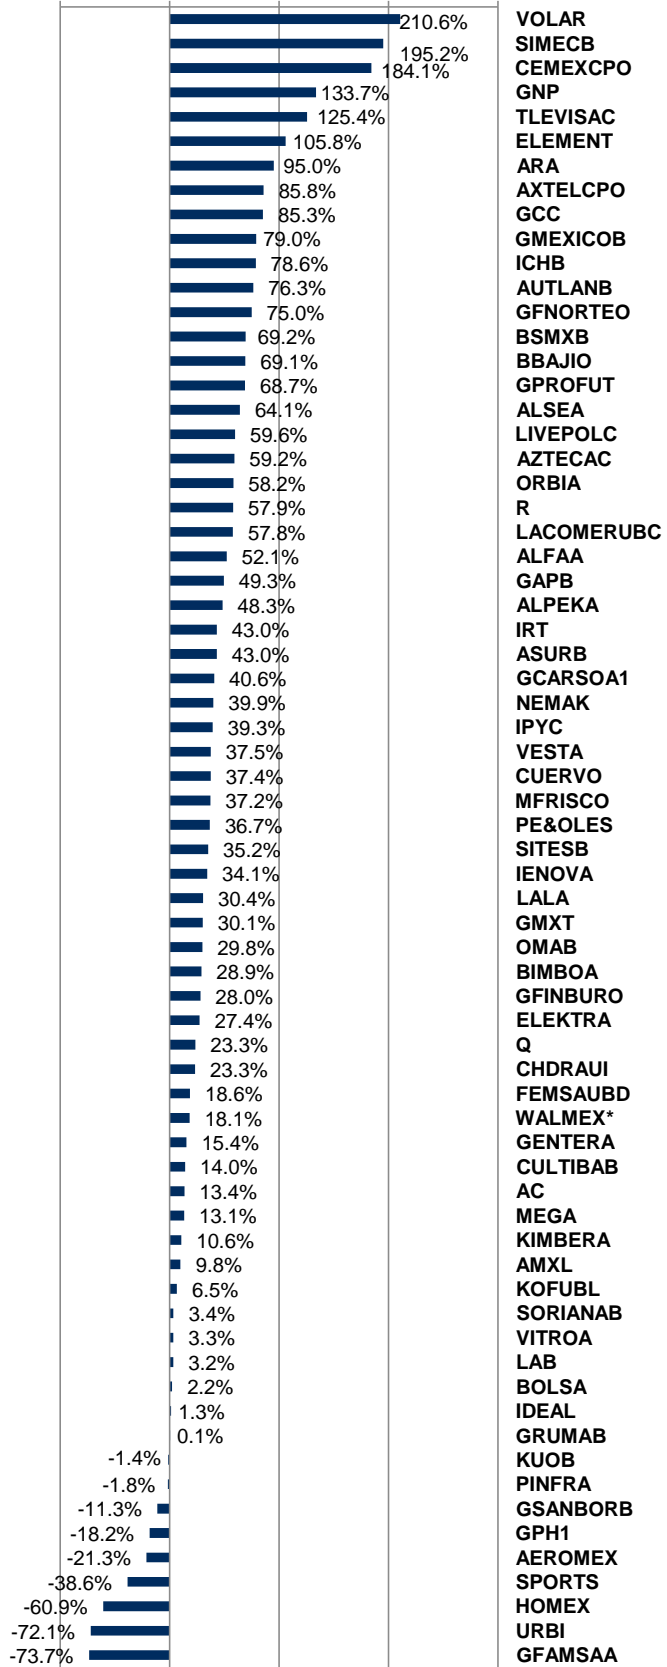 210.6% VOLAR
195.2% SIMECB
184.1% CEMEXCPO
133.7% GNP
125.4% TLEVISAC
105.8% ELEMENT
95.0% ARA
85.8% AXTELCPO
85.3% GCC
79.0% GMEXICOB
78.6% ICHB
76.3% AUTLANB
75.0% GFNORTEO
69.2% BSMXB
69.1% BBAJIO
68.7% GPROFUT
64.1% ALSEA
59.6% LIVEPOLC
59.2% AZTECAC
58.2% ORBIA
57.9% R
57.8% LACOMERUBC
52.1% ALFAA
49.3% GAPB
48.3% ALPEKA
43.0% IRT
43.0% ASURB
40.6% GCARSOA1
39.9% NEMAK
39.3% IPYC
37.5% VESTA
37.4% CUERVO
37.2% MFRISCO
36.7% PE&OLES
35.2% SITESB
34.1% IENOVA
30.4% LALA
30.1% GMXT
29.8% OMAB
28.9% BIMBOA
28.0% GFINBURO
27.4% ELEKTRA
23.3% Q
23.3% CHDRAUI
18.6% FEMSAUBD
18.1% WALMEX*
15.4% GENTERA
14.0% CULTIBAB
13.4% AC
13.1% MEGA
10.6% KIMBERA
9.8% AMXL
6.5% KOFUBL
3.4% SORIANAB
3.3% VITROA
3.2% LAB
2.2% BOLSA
1.3% IDEAL
0.1% GRUMAB
-1.4% KUOB
-1.8% PINFRA
-11.3% GSANBORB
-18.2% GPH1
-21.3% AEROMEX
-38.6% SPORTS
-60.9% HOMEX
-72.1% URBI
-73.7% GFAMSAA